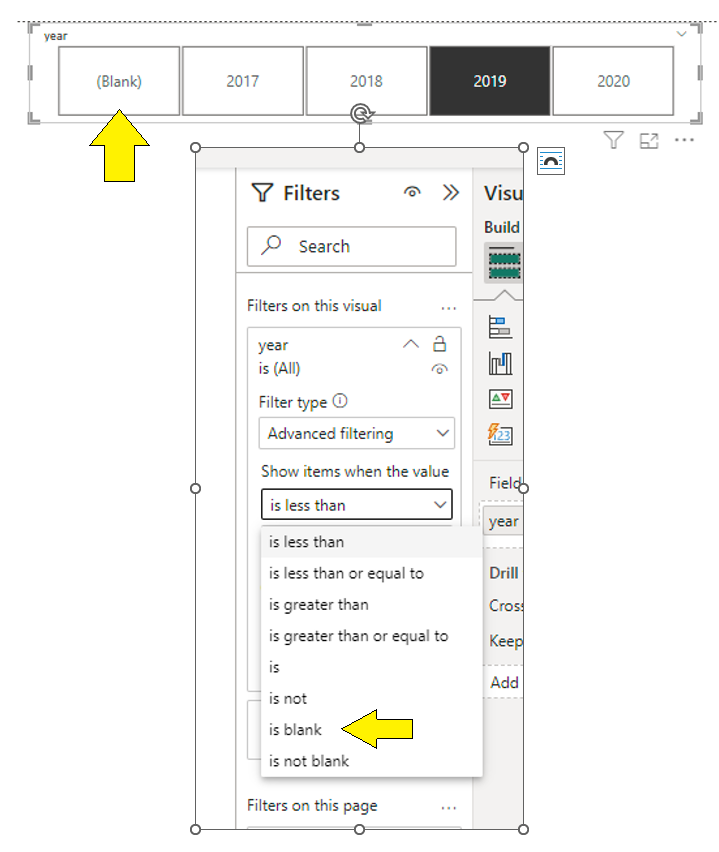 year
(Blank) 2017 2018 2019 2020
Filters
Visu
Build
Search
Filters on this visual
year
is (All)
Filter type
Advanced filtering
Show items when the value
is less than
is less than
is less than or equal to
is greater than
is greater than or equal to
is
is not
is blank
is not blank
Filters on this page
123
Field
year
Drill
Cross
Keep
Add